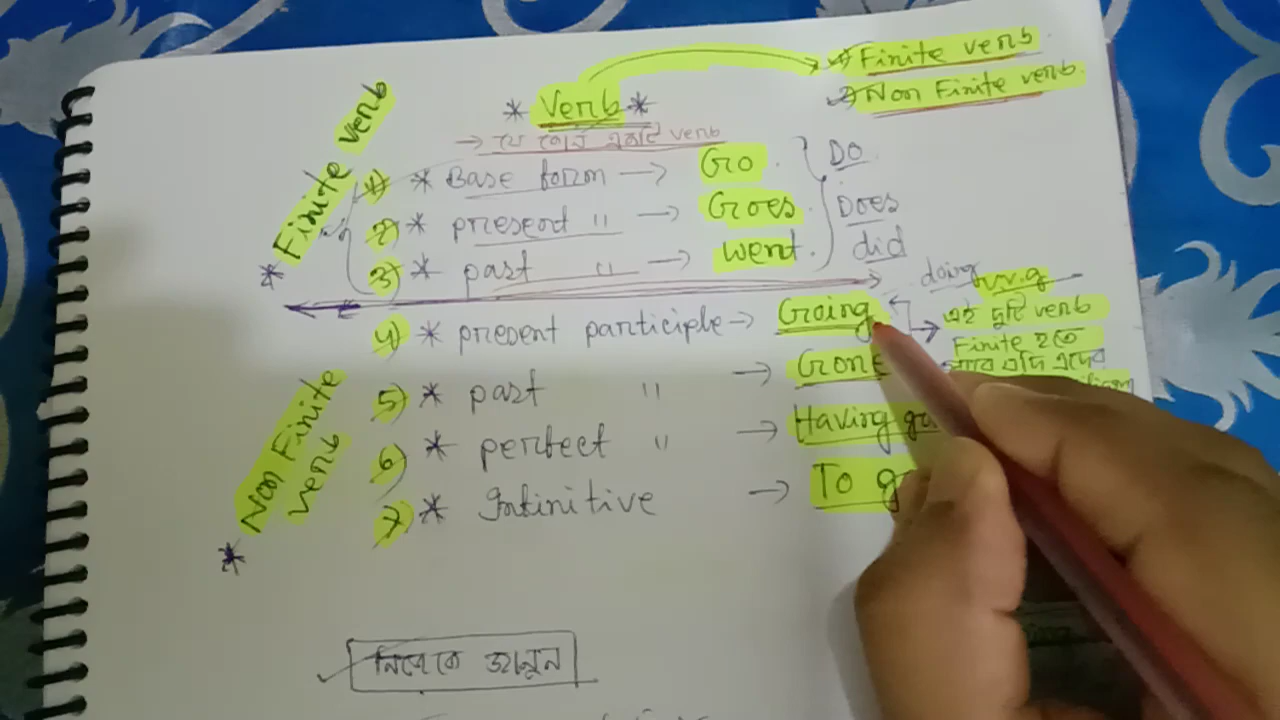 * Verb *
1) Finite verb
2) Non Finite verb.
→ যে কোন একটি verb
* Finite verb
1) * Base form → Go. DO
2) * present " → Goes. Does
3) * past " → went. did
doing
v.g
4) * present participle → Going
এই দুটি verb
Finite হতে
পারে যদি এদের
5) * past " → Gone
6) * perfect " → Having
7) * Infinitive → To
* Non Finite verb
নিজেকে জানুন